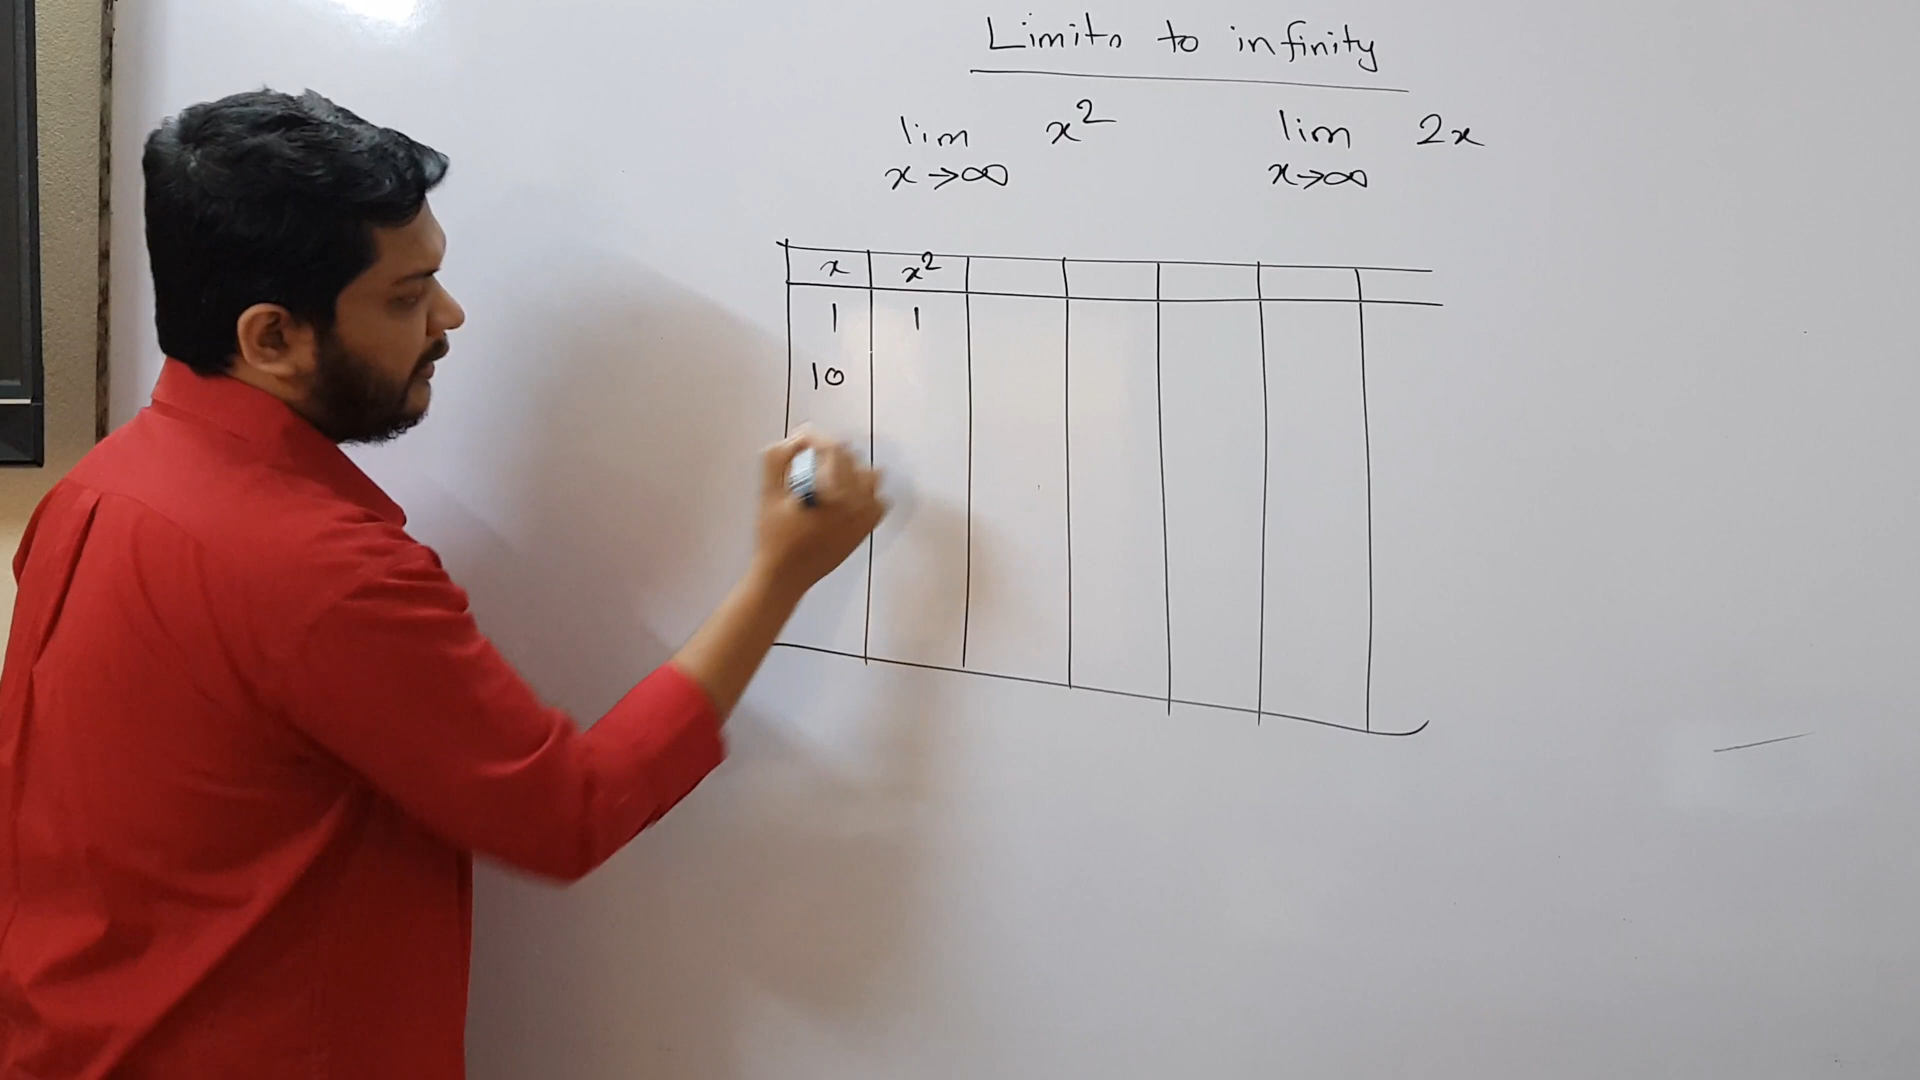 Limits to infinity
lim x² lim 2x
x→∞ x→∞
x x²
1 1
10